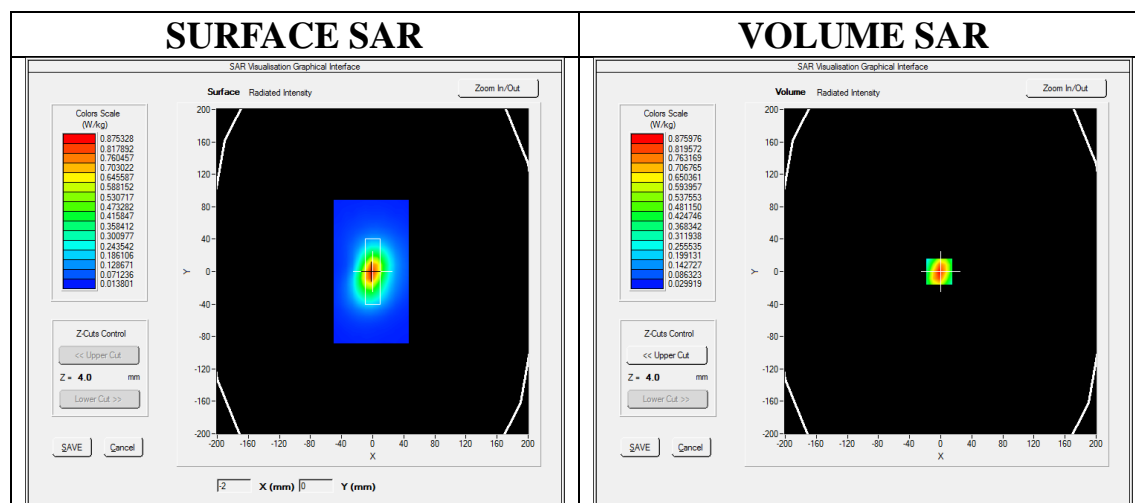 SURFACE SAR
SAR Visualisation Graphical Interface
Surface Radiated Intensity
Zoom In/Out
Colors Scale
(W/kg)
0.875328
0.817892
0.760457
0.703022
0.645587
0.588152
0.530717
0.473282
0.415847
0.358412
0.300977
0.243542
0.186106
0.128671
0.071236
0.013801
Z-Cuts Control
<< Upper Cut
Z = 4.0 mm
Lower Cut >>
SAVE Cancel
200
160
120
80
40
0
-40
-80
-120
-160
-200
Y
-200 -160 -120 -80 -40 0 40 80 120 160 200
X
-2 X (mm) 0 Y (mm)
VOLUME SAR
SAR Visualisation Graphical Interface
Volume Radiated Intensity
Zoom In/Out
Colors Scale
(W/kg)
0.875976
0.819572
0.763169
0.706765
0.650361
0.593957
0.537553
0.481150
0.424746
0.368342
0.311938
0.255535
0.199131
0.142727
0.086323
0.029919
Z-Cuts Control
<< Upper Cut
Z = 4.0 mm
Lower Cut >>
SAVE Cancel
200
160
120
80
40
0
-40
-80
-120
-160
-200
Y
-200 -160 -120 -80 -40 0 40 80 120 160 200
X